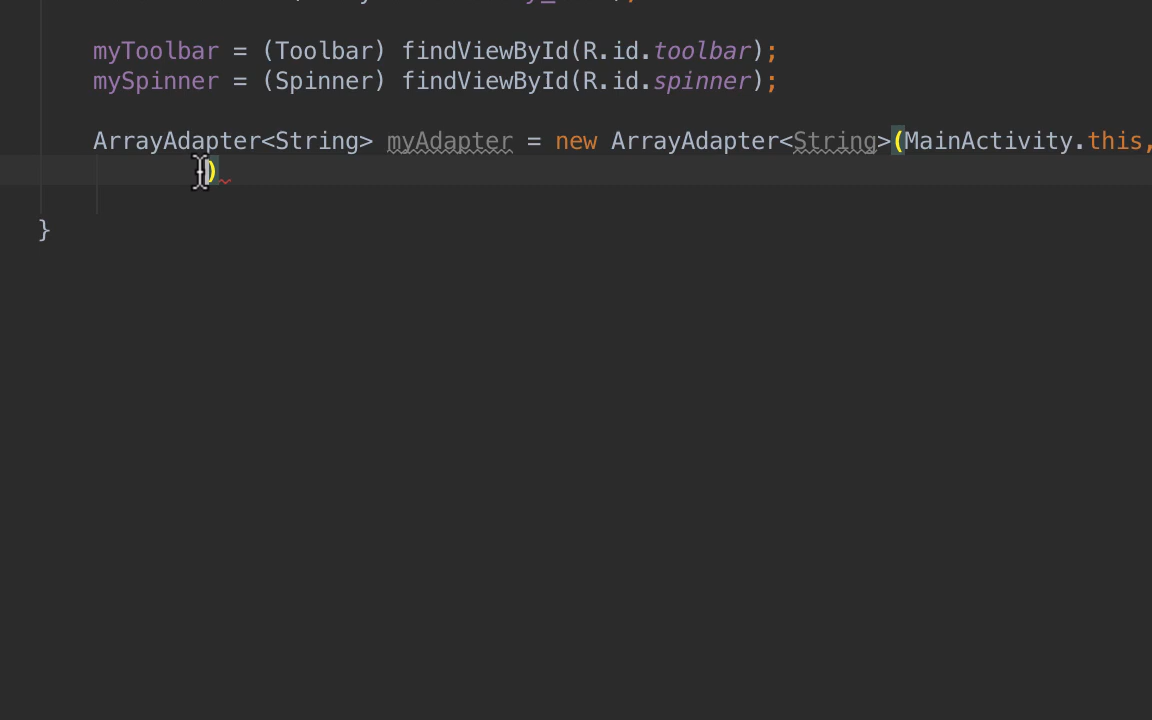 myToolbar = (Toolbar) findViewById(R.id.toolbar);
mySpinner = (Spinner) findViewById(R.id.spinner);
ArrayAdapter<String> myAdapter = new ArrayAdapter<String>(MainActivity.this,
)
}